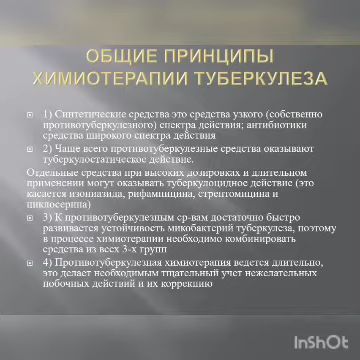 ОБЩИЕ ПРИНЦИПЫ
ХИМИОТЕРАПИИ ТУБЕРКУЛЕЗА
1) Синтетические средства это средства узкого (собственно
противотуберкулезного) спектра действия; антибиотики
средства широкого спектра действия
2) Чаще всего противотуберкулезные средства оказывают
туберкулостатическое действие.
Отдельные средства при высоких дозировках и длительном
применении могут оказывать туберкулоцидное действие (это
касается изониазида, рифампицина, стрептомицина и
циклосерина)
3) К противотуберкулезным ср-вам достаточно быстро
развивается устойчивость микобактерий туберкулеза, поэтому
в процессе химиотерапии необходимо комбинировать
средства из всех 3-х групп
4) Противотуберкулезная химиотерапия ведется длительно,
это делает необходимым тщательный учет нежелательных
побочных действий и их коррекцию
InShOt